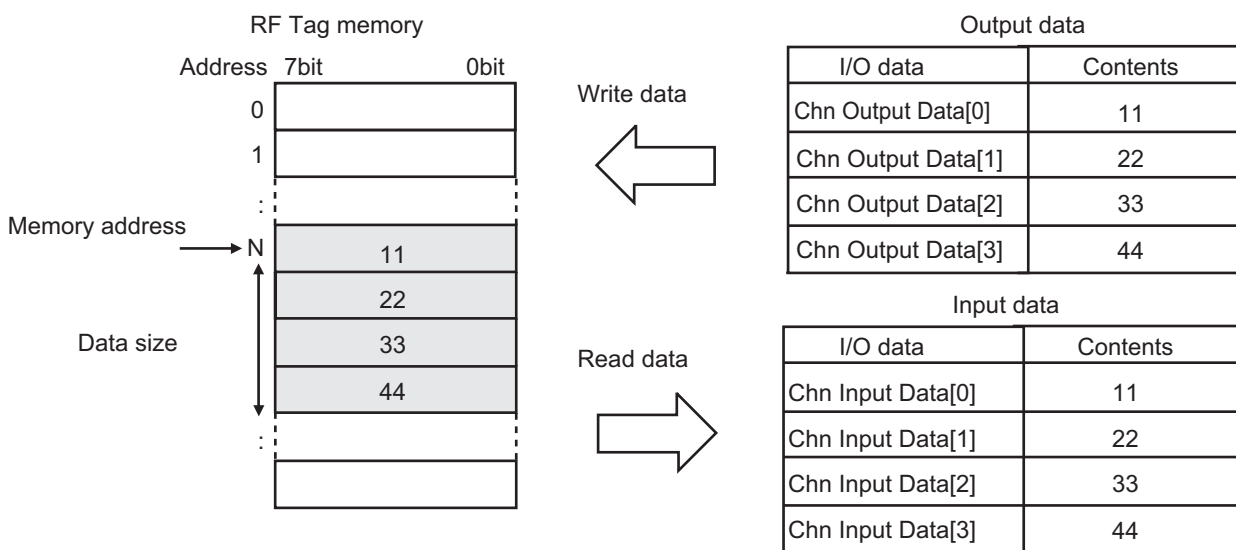 RF Tag memory
Address 7bit 0bit
0
1
:
Memory address
N
11
22
Data size
33
44
:
Write data
Read data
Output data
I/O data Contents
Chn Output Data[0] 11
Chn Output Data[1] 22
Chn Output Data[2] 33
Chn Output Data[3] 44
Input data
I/O data Contents
Chn Input Data[0] 11
Chn Input Data[1] 22
Chn Input Data[2] 33
Chn Input Data[3] 44